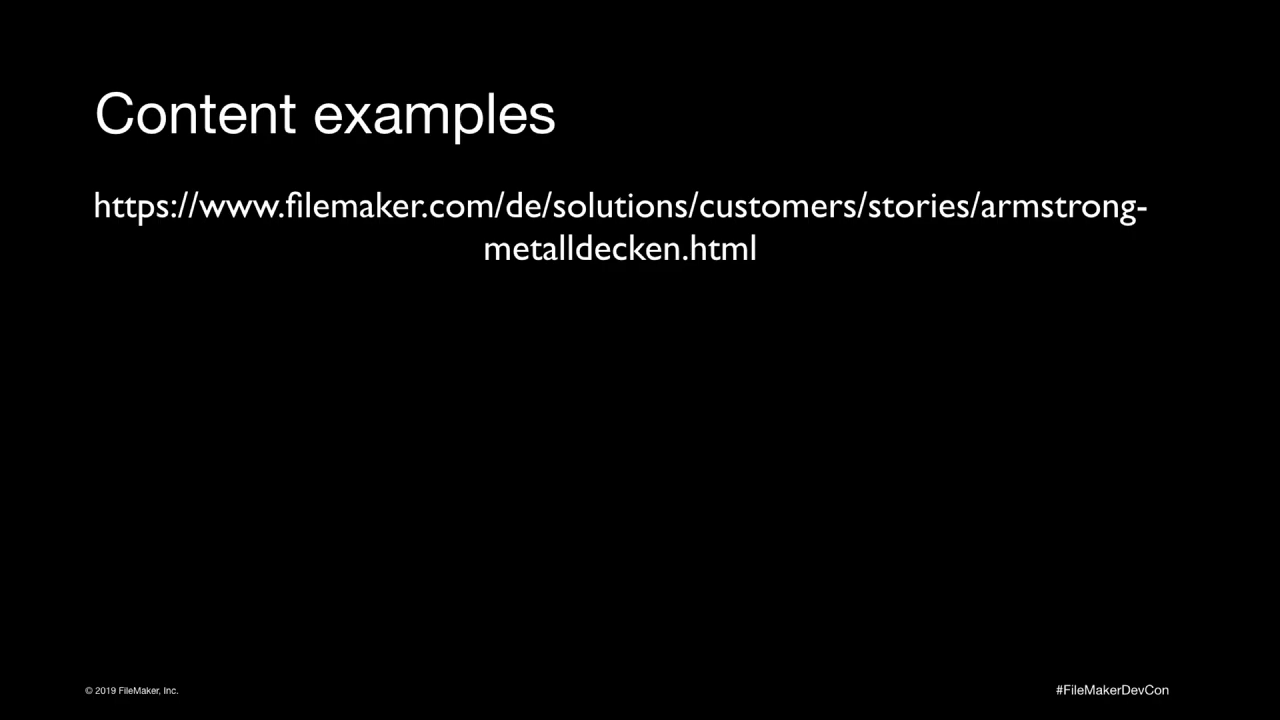 Content examples
https://www.filemaker.com/de/solutions/customers/stories/armstrong-
metalldecken.html
© 2019 FileMaker, Inc.
#FileMakerDevCon